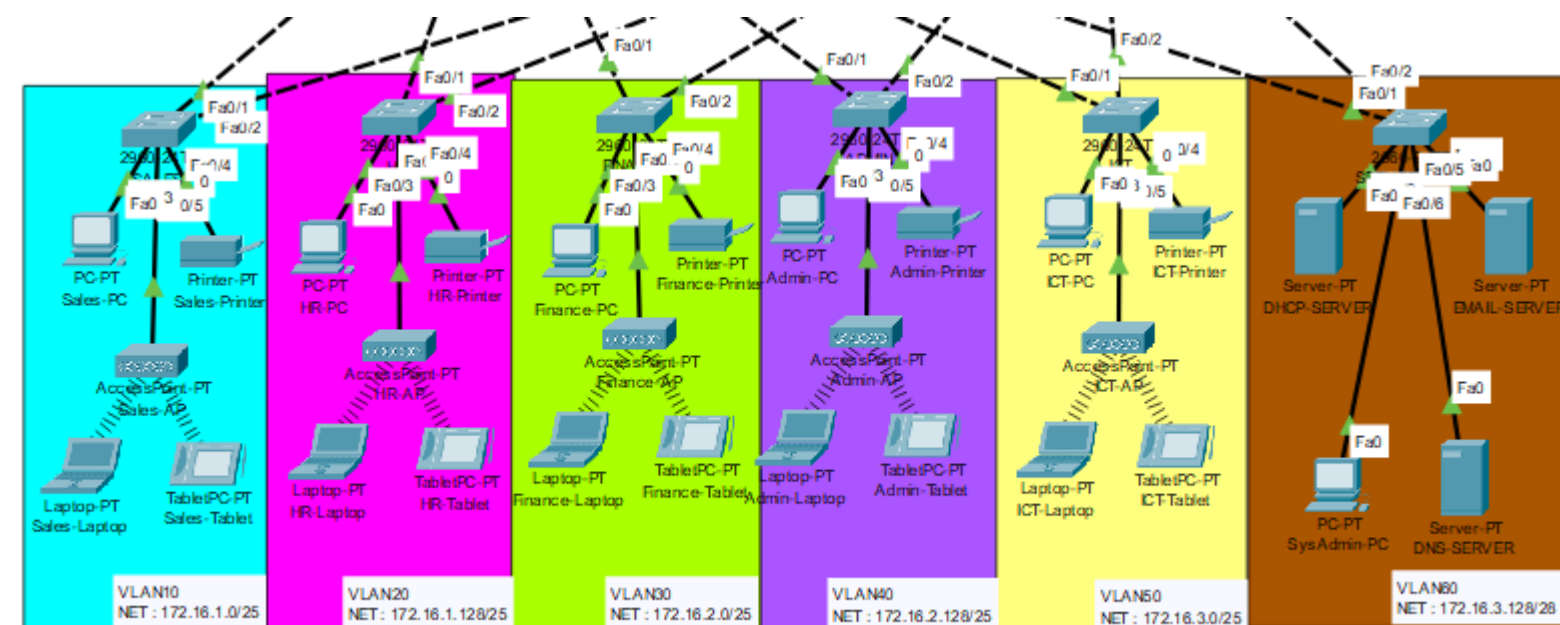 Fa0/1
Fa0/2
Fa0/4
Fa0
0/5
PC-PT
Sales-PC
Printer-PT
Sales-Printer
AccessPoint-PT
Sales-AP
Laptop-PT
Sales-Laptop
TabletPC-PT
Sales-Tablet
VLAN10
NET : 172.16.1.0/25
Fa0/1
Fa0/2
Fa0/4
Fa0/3
Fa0
PC-PT
HR-PC
Printer-PT
HR-Printer
AccessPoint-PT
HR-AP
Laptop-PT
HR-Laptop
TabletPC-PT
HR-Tablet
VLAN20
NET : 172.16.1.128/25
Fa0/1
Fa0/2
Fa0/3
Fa0
PC-PT
Finance-PC
Printer-PT
Finance-Printer
AccessPoint-PT
Finance-AP
Laptop-PT
Finance-Laptop
TabletPC-PT
Finance-Tablet
VLAN30
NET : 172.16.2.0/25
Fa0/1
Fa0/2
Fa0
0/5
PC-PT
Admin-PC
Printer-PT
Admin-Printer
AccessPoint-PT
Admin-AP
Laptop-PT
Admin-Laptop
TabletPC-PT
Admin-Tablet
VLAN40
NET : 172.16.2.128/25
Fa0/2
Fa0/1
Fa0
0/5
PC-PT
ICT-PC
Printer-PT
ICT-Printer
AccessPoint-PT
ICT-AP
Laptop-PT
ICT-Laptop
TabletPC-PT
ICT-Tablet
VLAN50
NET : 172.16.3.0/25
Fa0/2
Fa0/1
Fa0/5
Fa0
Fa0/6
Server-PT
DHCP-SERVER
Server-PT
EMAIL-SERVER
Fa0
Fa0
PC-PT
SysAdmin-PC
Server-PT
DNS-SERVER
VLAN60
NET : 172.16.3.128/28